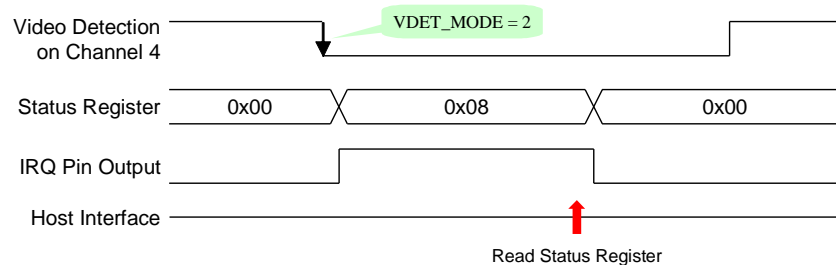 VDET_MODE = 2
Video Detection
on Channel 4
Status Register
0x00
0x08
0x00
IRQ Pin Output
Host Interface
Read Status Register